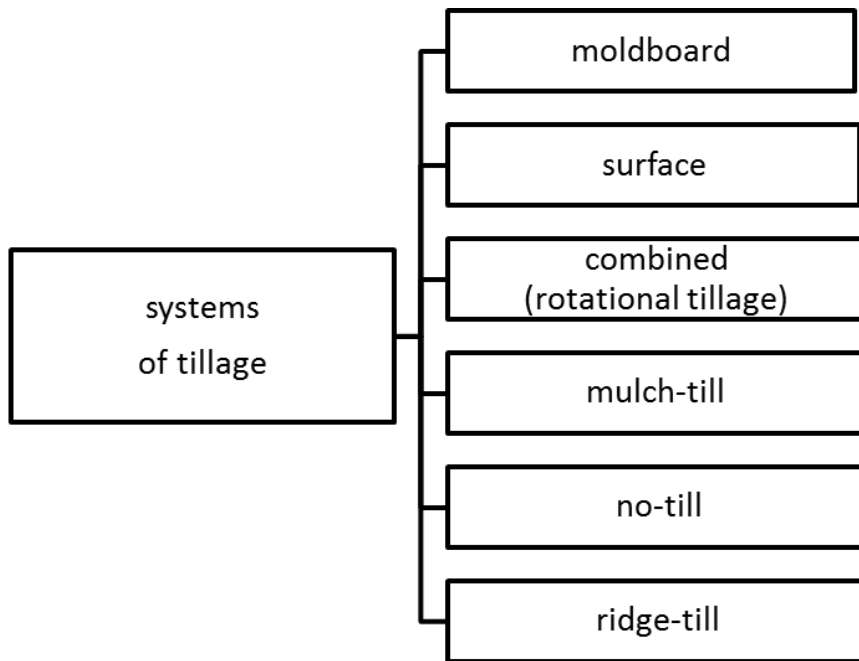 moldboard
surface
combined
(rotational tillage)
systems
of tillage
mulch-till
no-till
ridge-till